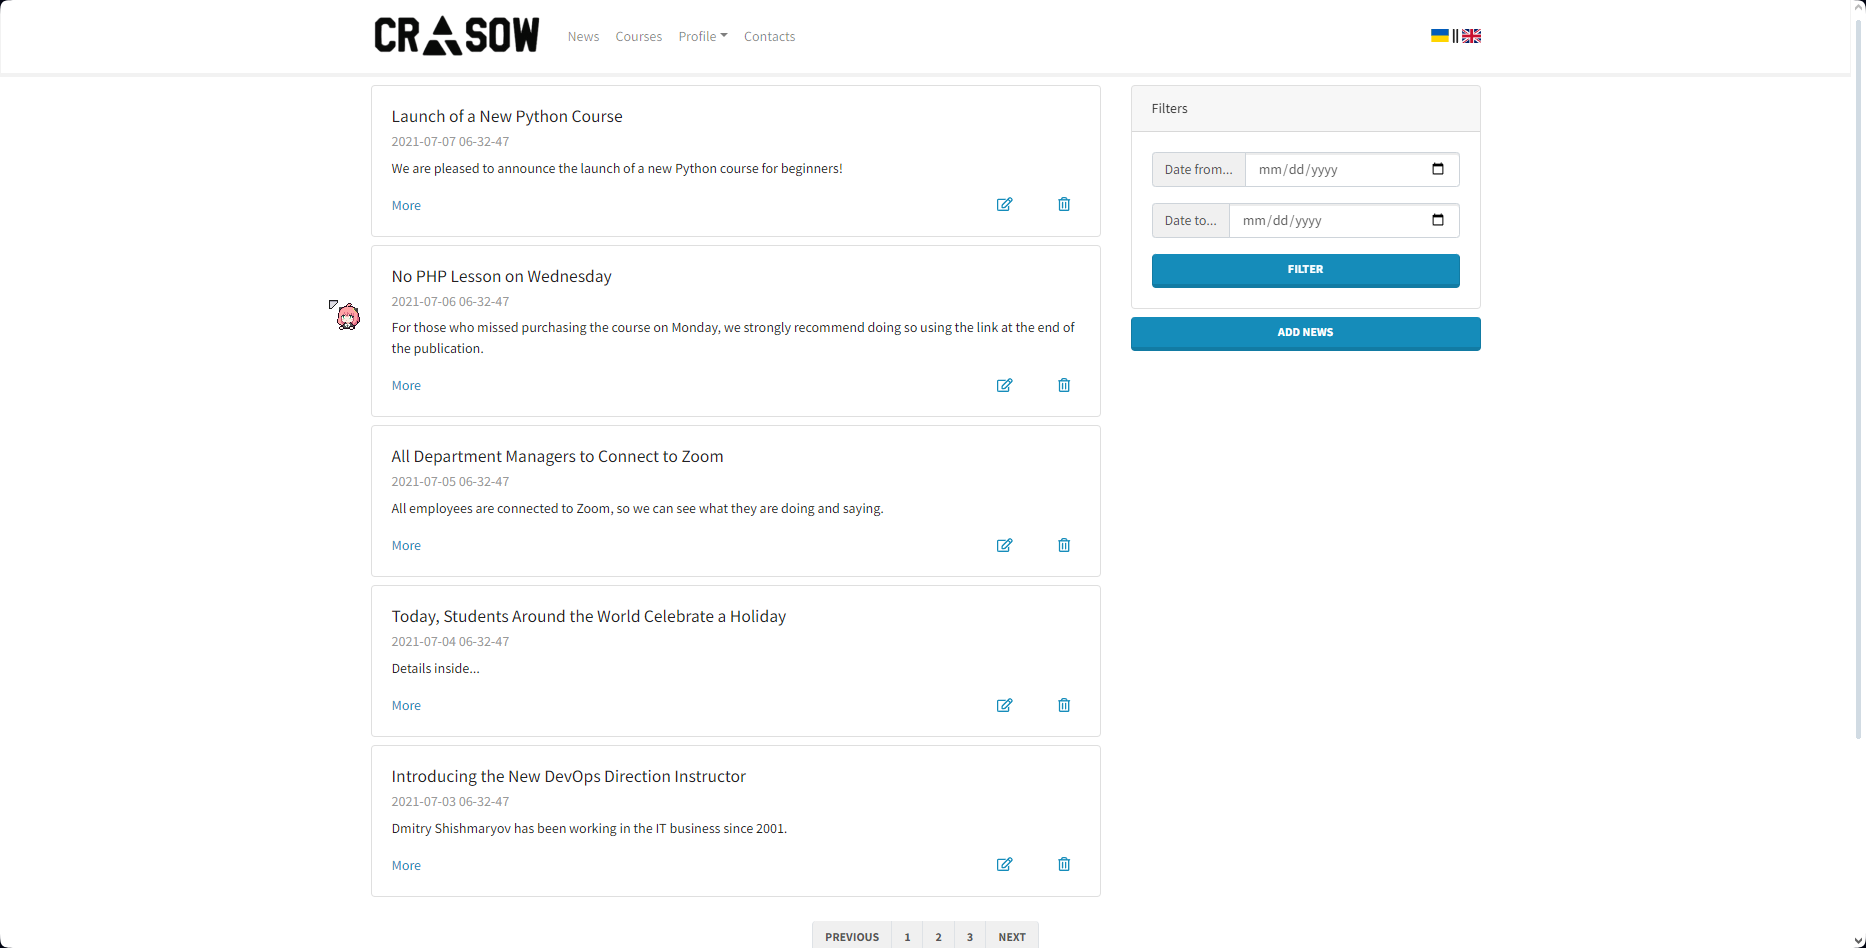 CRASOW
News
Courses
Profile
Contacts
Launch of a New Python Course
2021-07-07 06-32-47
We are pleased to announce the launch of a new Python course for beginners!
More
No PHP Lesson on Wednesday
2021-07-06 06-32-47
For those who missed purchasing the course on Monday, we strongly recommend doing so using the link at the end of
the publication.
More
All Department Managers to Connect to Zoom
2021-07-05 06-32-47
All employees are connected to Zoom, so we can see what they are doing and saying.
More
Today, Students Around the World Celebrate a Holiday
2021-07-04 06-32-47
Details inside...
More
Introducing the New DevOps Direction Instructor
2021-07-03 06-32-47
Dmitry Shishmaryov has been working in the IT business since 2001.
More
PREVIOUS 1 2 3 NEXT
Filters
Date from... mm/dd/yyyy
Date to... mm/dd/yyyy
FILTER
ADD NEWS